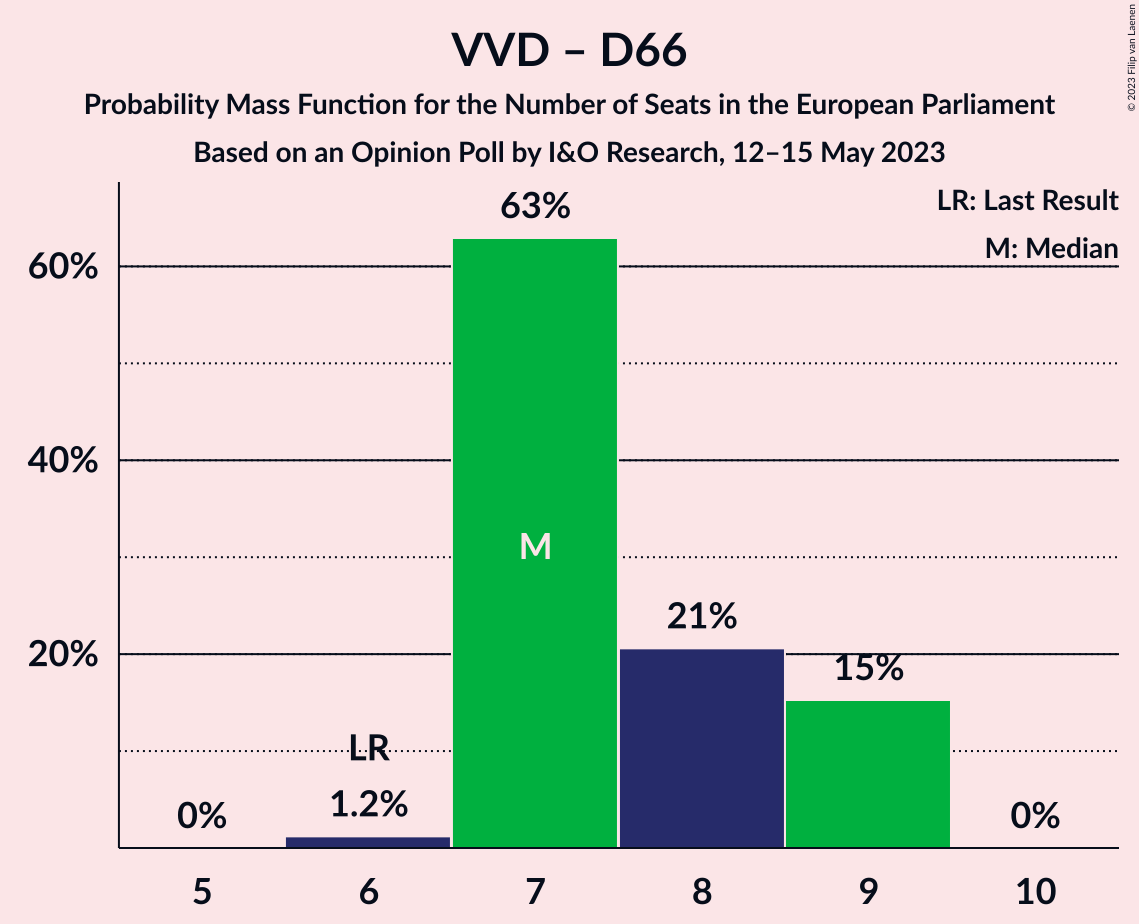 VVD – D66
Probability Mass Function for the Number of Seats in the European Parliament
Based on an Opinion Poll by I&O Research, 12–15 May 2023
© 2023 Filip van Laenen
LR: Last Result
M: Median
63%
60%
40%
M
21%
20%
15%
LR
1.2%
0%
0%
5 6 7 8 9 10